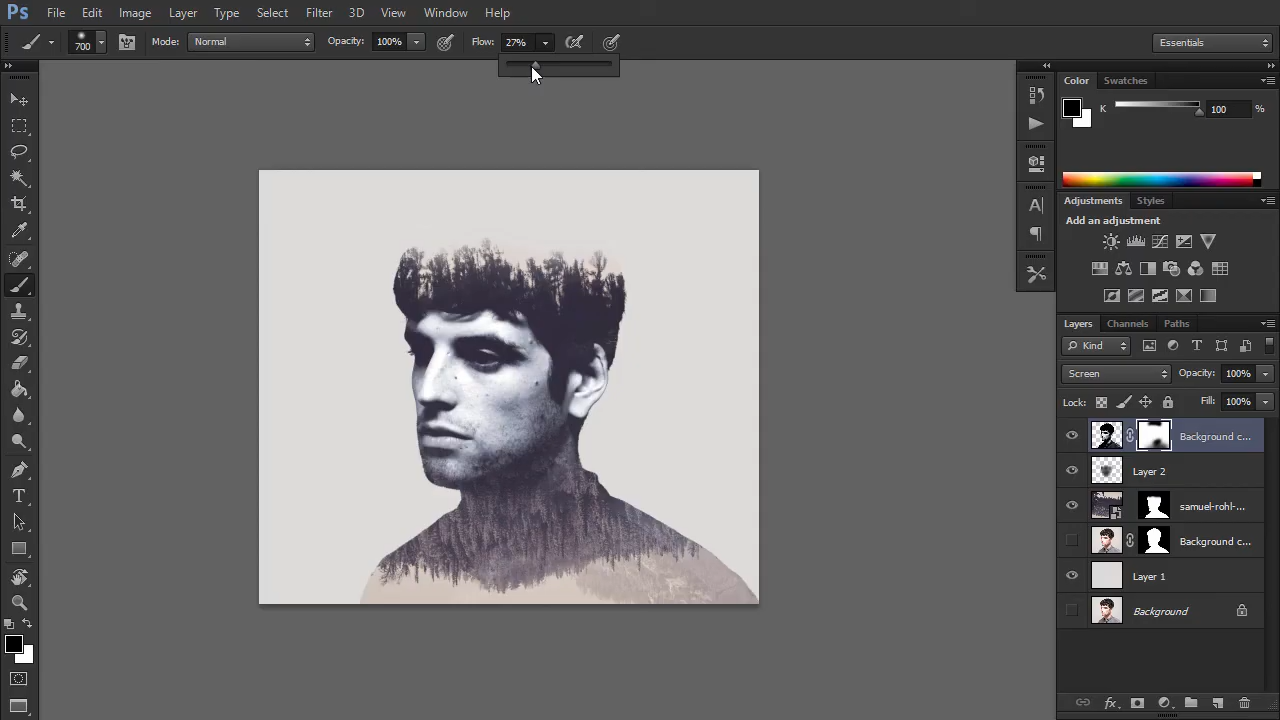 Ps File Edit Image Layer Type Select Filter 3D View Window Help
700 Mode: Normal Opacity: 100% Flow: 27% Essentials
Color Swatches
K 100 %
Adjustments Styles
Add an adjustment
Layers Channels Paths
Kind
Screen Opacity: 100%
Lock: Fill: 100%
Background c...
Layer 2
samuel-rohl-...
Background c...
Layer 1
Background